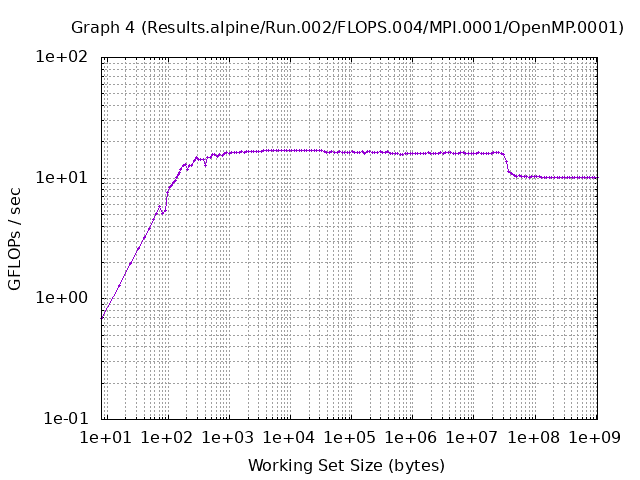 Graph 4 (Results.alpine/Run.002/FLOPS.004/MPI.0001/OpenMP.0001)
1e+02
1e+01
1e+00
1e-01
GFLOPs / sec
1e+01 1e+02 1e+03 1e+04 1e+05 1e+06 1e+07 1e+08 1e+09
Working Set Size (bytes)